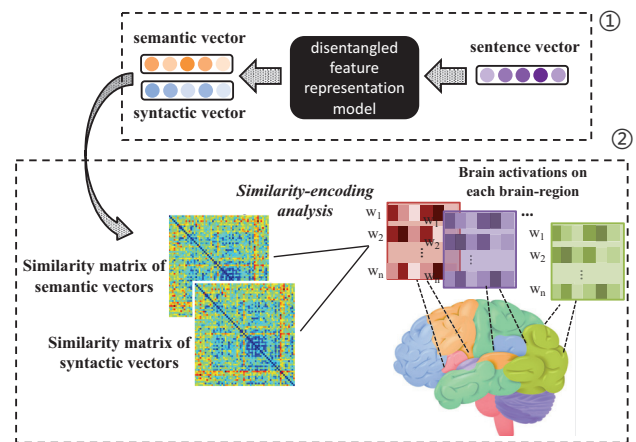 ①
semantic vector
syntactic vector
disentangled
feature
representation
model
sentence vector
②
Similarity-encoding
analysis
Brain activations on
each brain-region
Similarity matrix of
semantic vectors
Similarity matrix of
syntactic vectors
w1
w2
⋮
wn
w1
w2
⋮
wn
...
w1
w2
⋮
wn